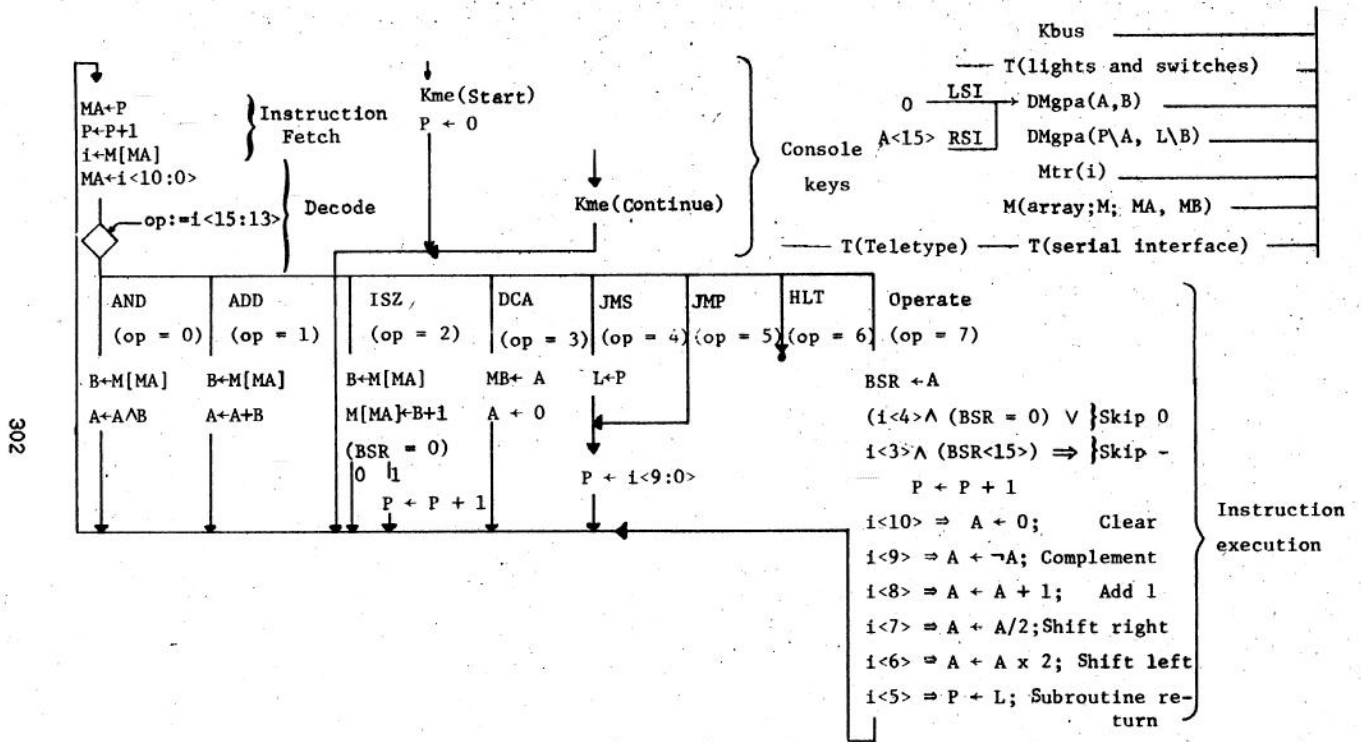 Kbus
T(lights and switches)
0 LSI DMgpa(A,B)
A<15> RSI DMgpa(P\A, L\B)
Mtr(i)
M(array;M; MA, MB)
T(Teletype) T(serial interface)
Console
keys
Kme(Start)
P ← 0
Kme(Continue)
MA←P
P←P+1
i←M[MA]
MA←i<10:0>
Instruction
Fetch
op:=i<15:13>
Decode
AND
(op = 0)
B←M[MA]
A←A∧B
ADD
(op = 1)
B←M[MA]
A←A+B
ISZ
(op = 2)
B←M[MA]
M[MA]←B+1
(BSR = 0)
0 1
P ← P + 1
DCA
(op = 3)
MB← A
A ← 0
JMS
(op = 4)
L←P
P ← i<9:0>
JMP
(op = 5)
HLT
(op = 6)
Operate
(op = 7)
BSR ←A
(i<4>∧ (BSR = 0) ∨ }Skip 0
i<3>∧ (BSR<15>) ⇒ }Skip -
P ← P + 1
i<10> ⇒ A ← 0; Clear
i<9> ⇒ A ← ¬A; Complement
i<8> ⇒ A ← A + 1; Add 1
i<7> ⇒ A ← A/2;Shift right
i<6> ⇒ A ← A x 2; Shift left
i<5> ⇒ P ← L; Subroutine re-
turn
Instruction
execution
302